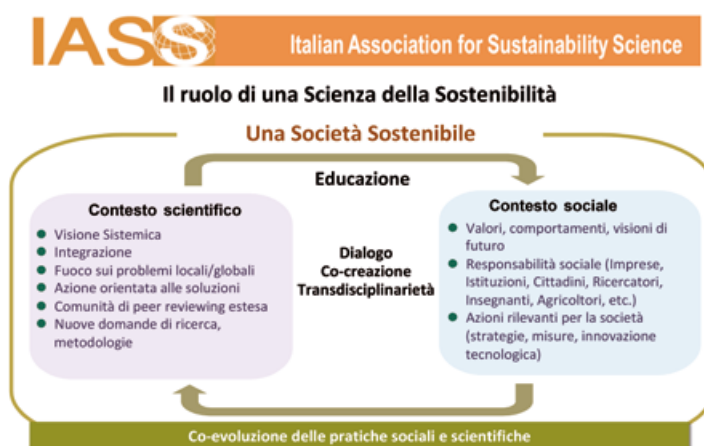 IASS
Italian Association for Sustainability Science
Il ruolo di una Scienza della Sostenibilità
Una Società Sostenibile
Educazione
Contesto scientifico
Visione Sistemica
Integrazione
Fuoco sui problemi locali/globali
Azione orientata alle soluzioni
Comunità di peer reviewing estesa
Nuove domande di ricerca,
metodologie
Dialogo
Co-creazione
Transdisciplinarietà
Contesto sociale
Valori, comportamenti, visioni di
futuro
Responsabilità sociale (Imprese,
Istituzioni, Cittadini, Ricercatori,
Insegnanti, Agricoltori, etc.)
Azioni rilevanti per la società
(strategie, misure, innovazione
tecnologica)
Co-evoluzione delle pratiche sociali e scientifiche